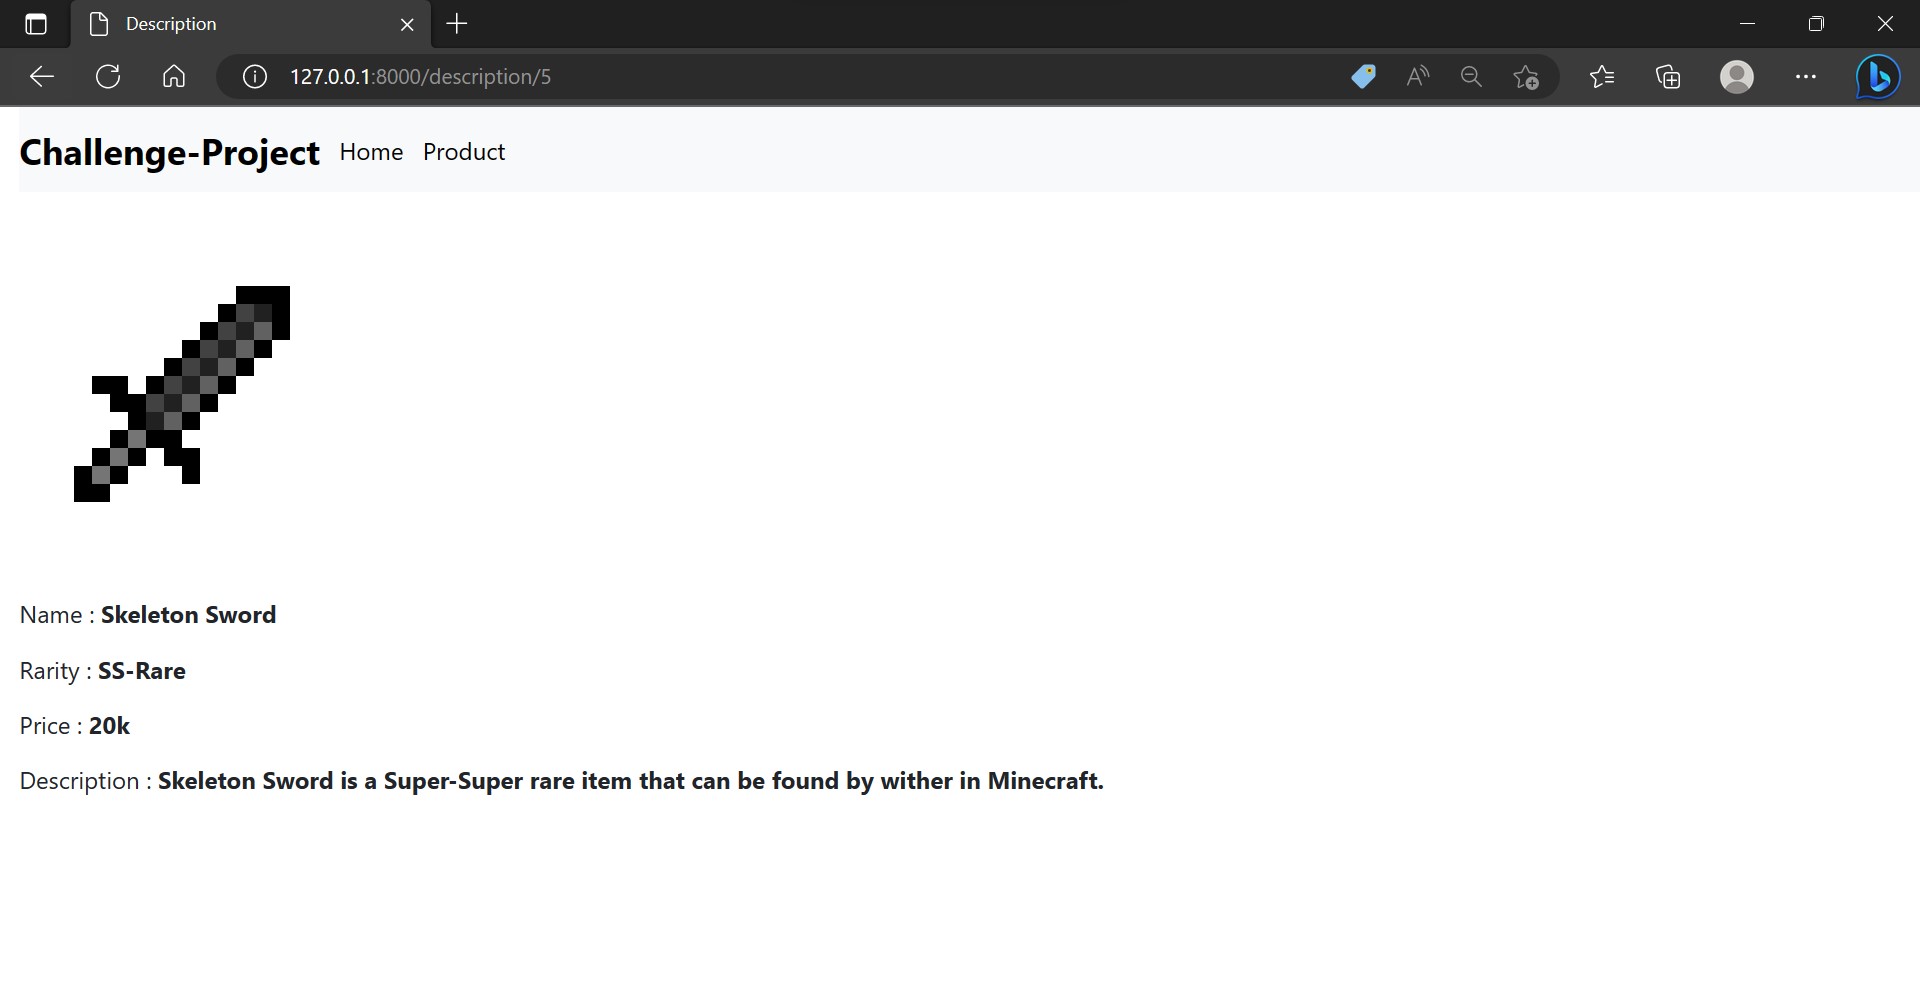 Description
127.0.0.1:8000/description/5
Challenge-Project Home Product
Name : Skeleton Sword
Rarity : SS-Rare
Price : 20k
Description : Skeleton Sword is a Super-Super rare item that can be found by wither in Minecraft.